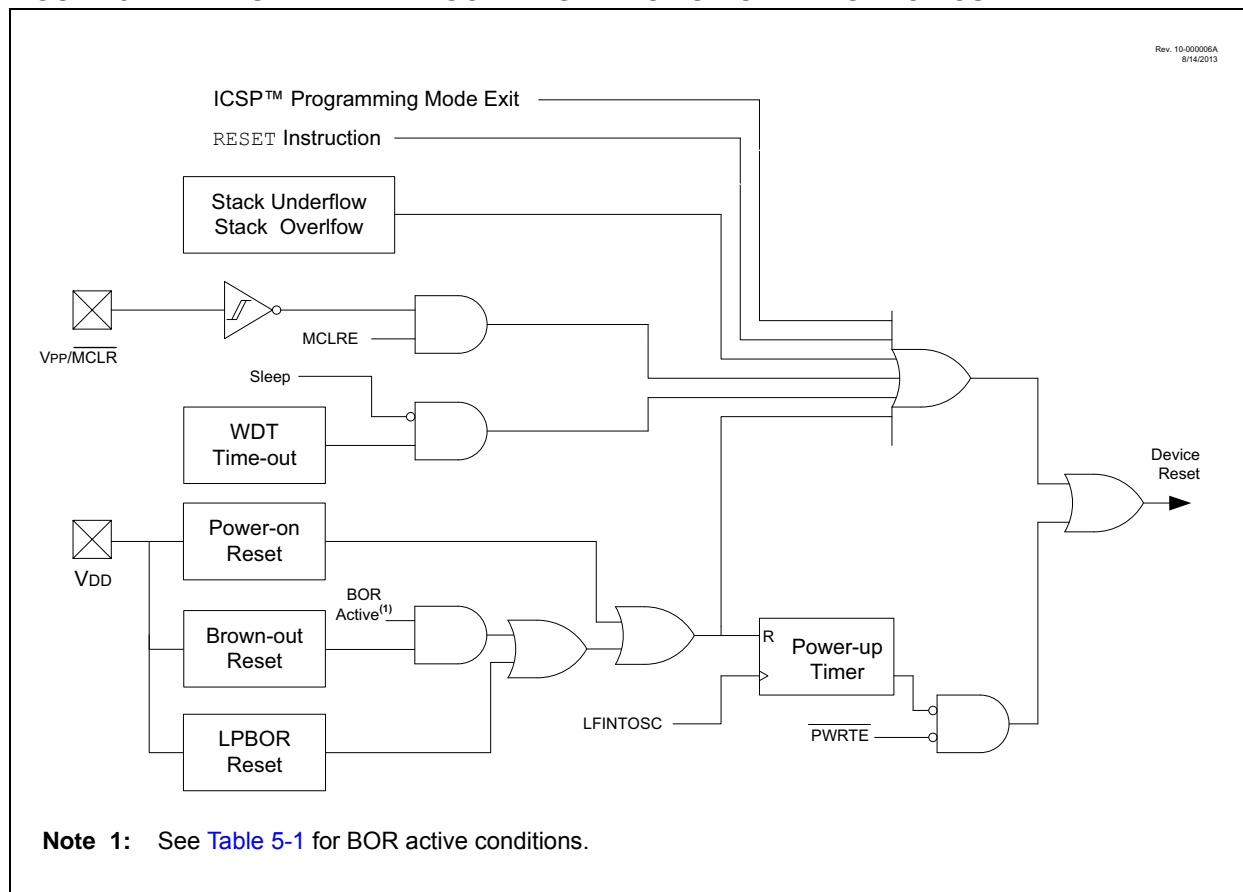 Rev. 10-000006A
8/14/2013
ICSP™ Programming Mode Exit
RESET Instruction
Stack Underflow
Stack Overlfow
VPP/MCLR
MCLRE
Sleep
WDT
Time-out
Device
Reset
VDD
Power-on
Reset
BOR
Active(1)
Brown-out
Reset
R
Power-up
Timer
LFINTOSC
PWRTE
LPBOR
Reset
Note 1: See Table 5-1 for BOR active conditions.